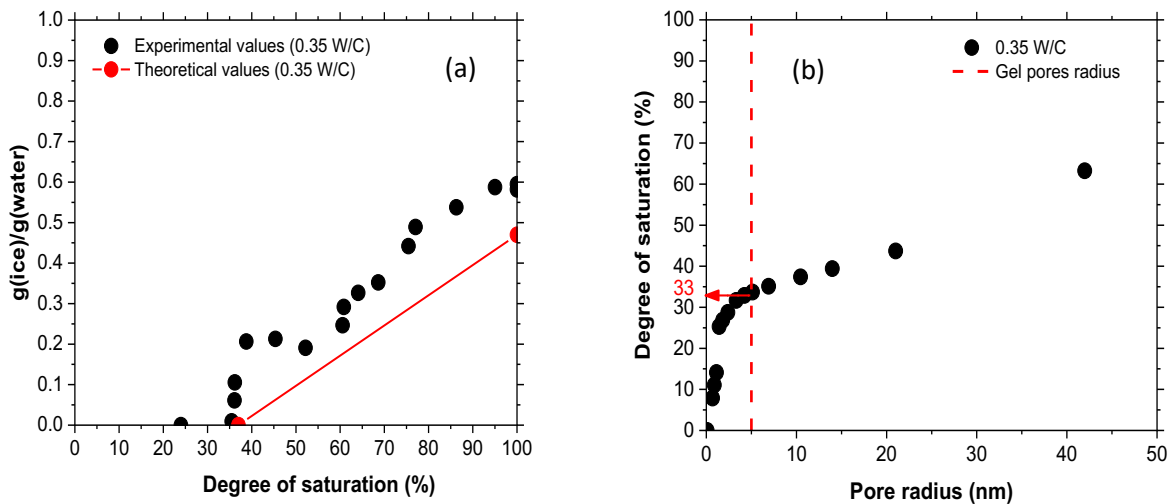 1.0
0.9
0.8
0.7
0.6
0.5
0.4
0.3
0.2
0.1
0.0
g(ice)/g(water)
Experimental values (0.35 W/C)
Theoretical values (0.35 W/C)
(a)
0 10 20 30 40 50 60 70 80 90 100
Degree of saturation (%)
100
90
80
70
60
50
40
33
30
20
10
0
Degree of saturation (%)
(b)
0.35 W/C
Gel pores radius
0 10 20 30 40 50
Pore radius (nm)